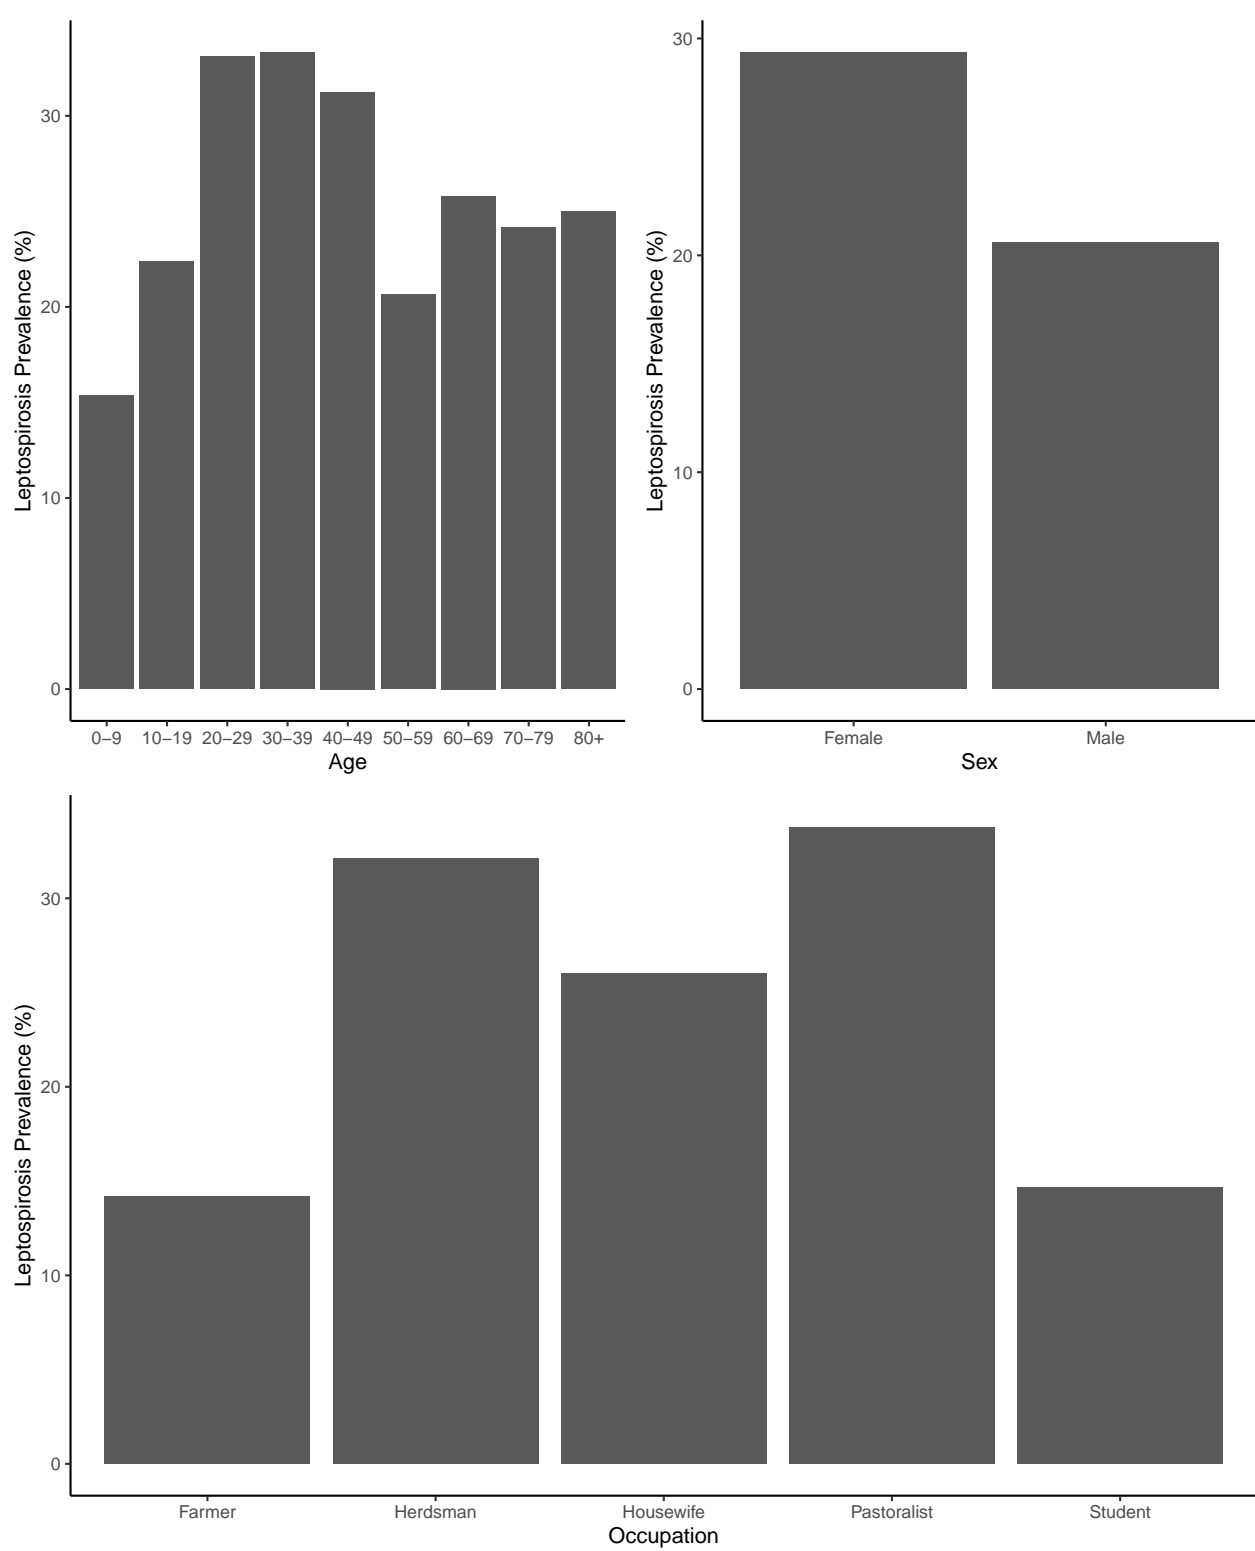 Leptospirosis Prevalence (%)
30
20
10
0
0–9 10–19 20–29 30–39 40–49 50–59 60–69 70–79 80+
Age
Leptospirosis Prevalence (%)
30
20
10
0
Female Male
Sex
Leptospirosis Prevalence (%)
30
20
10
0
Farmer Herdsman Housewife Pastoralist Student
Occupation